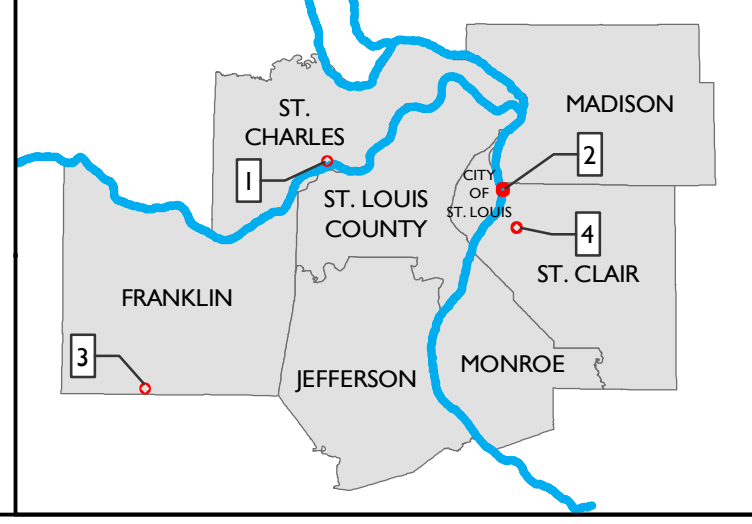 ST.
CHARLES
MADISON
1
2
CITY
OF
ST. LOUIS
ST. LOUIS
COUNTY
4
ST. CLAIR
FRANKLIN
3
JEFFERSON
MONROE